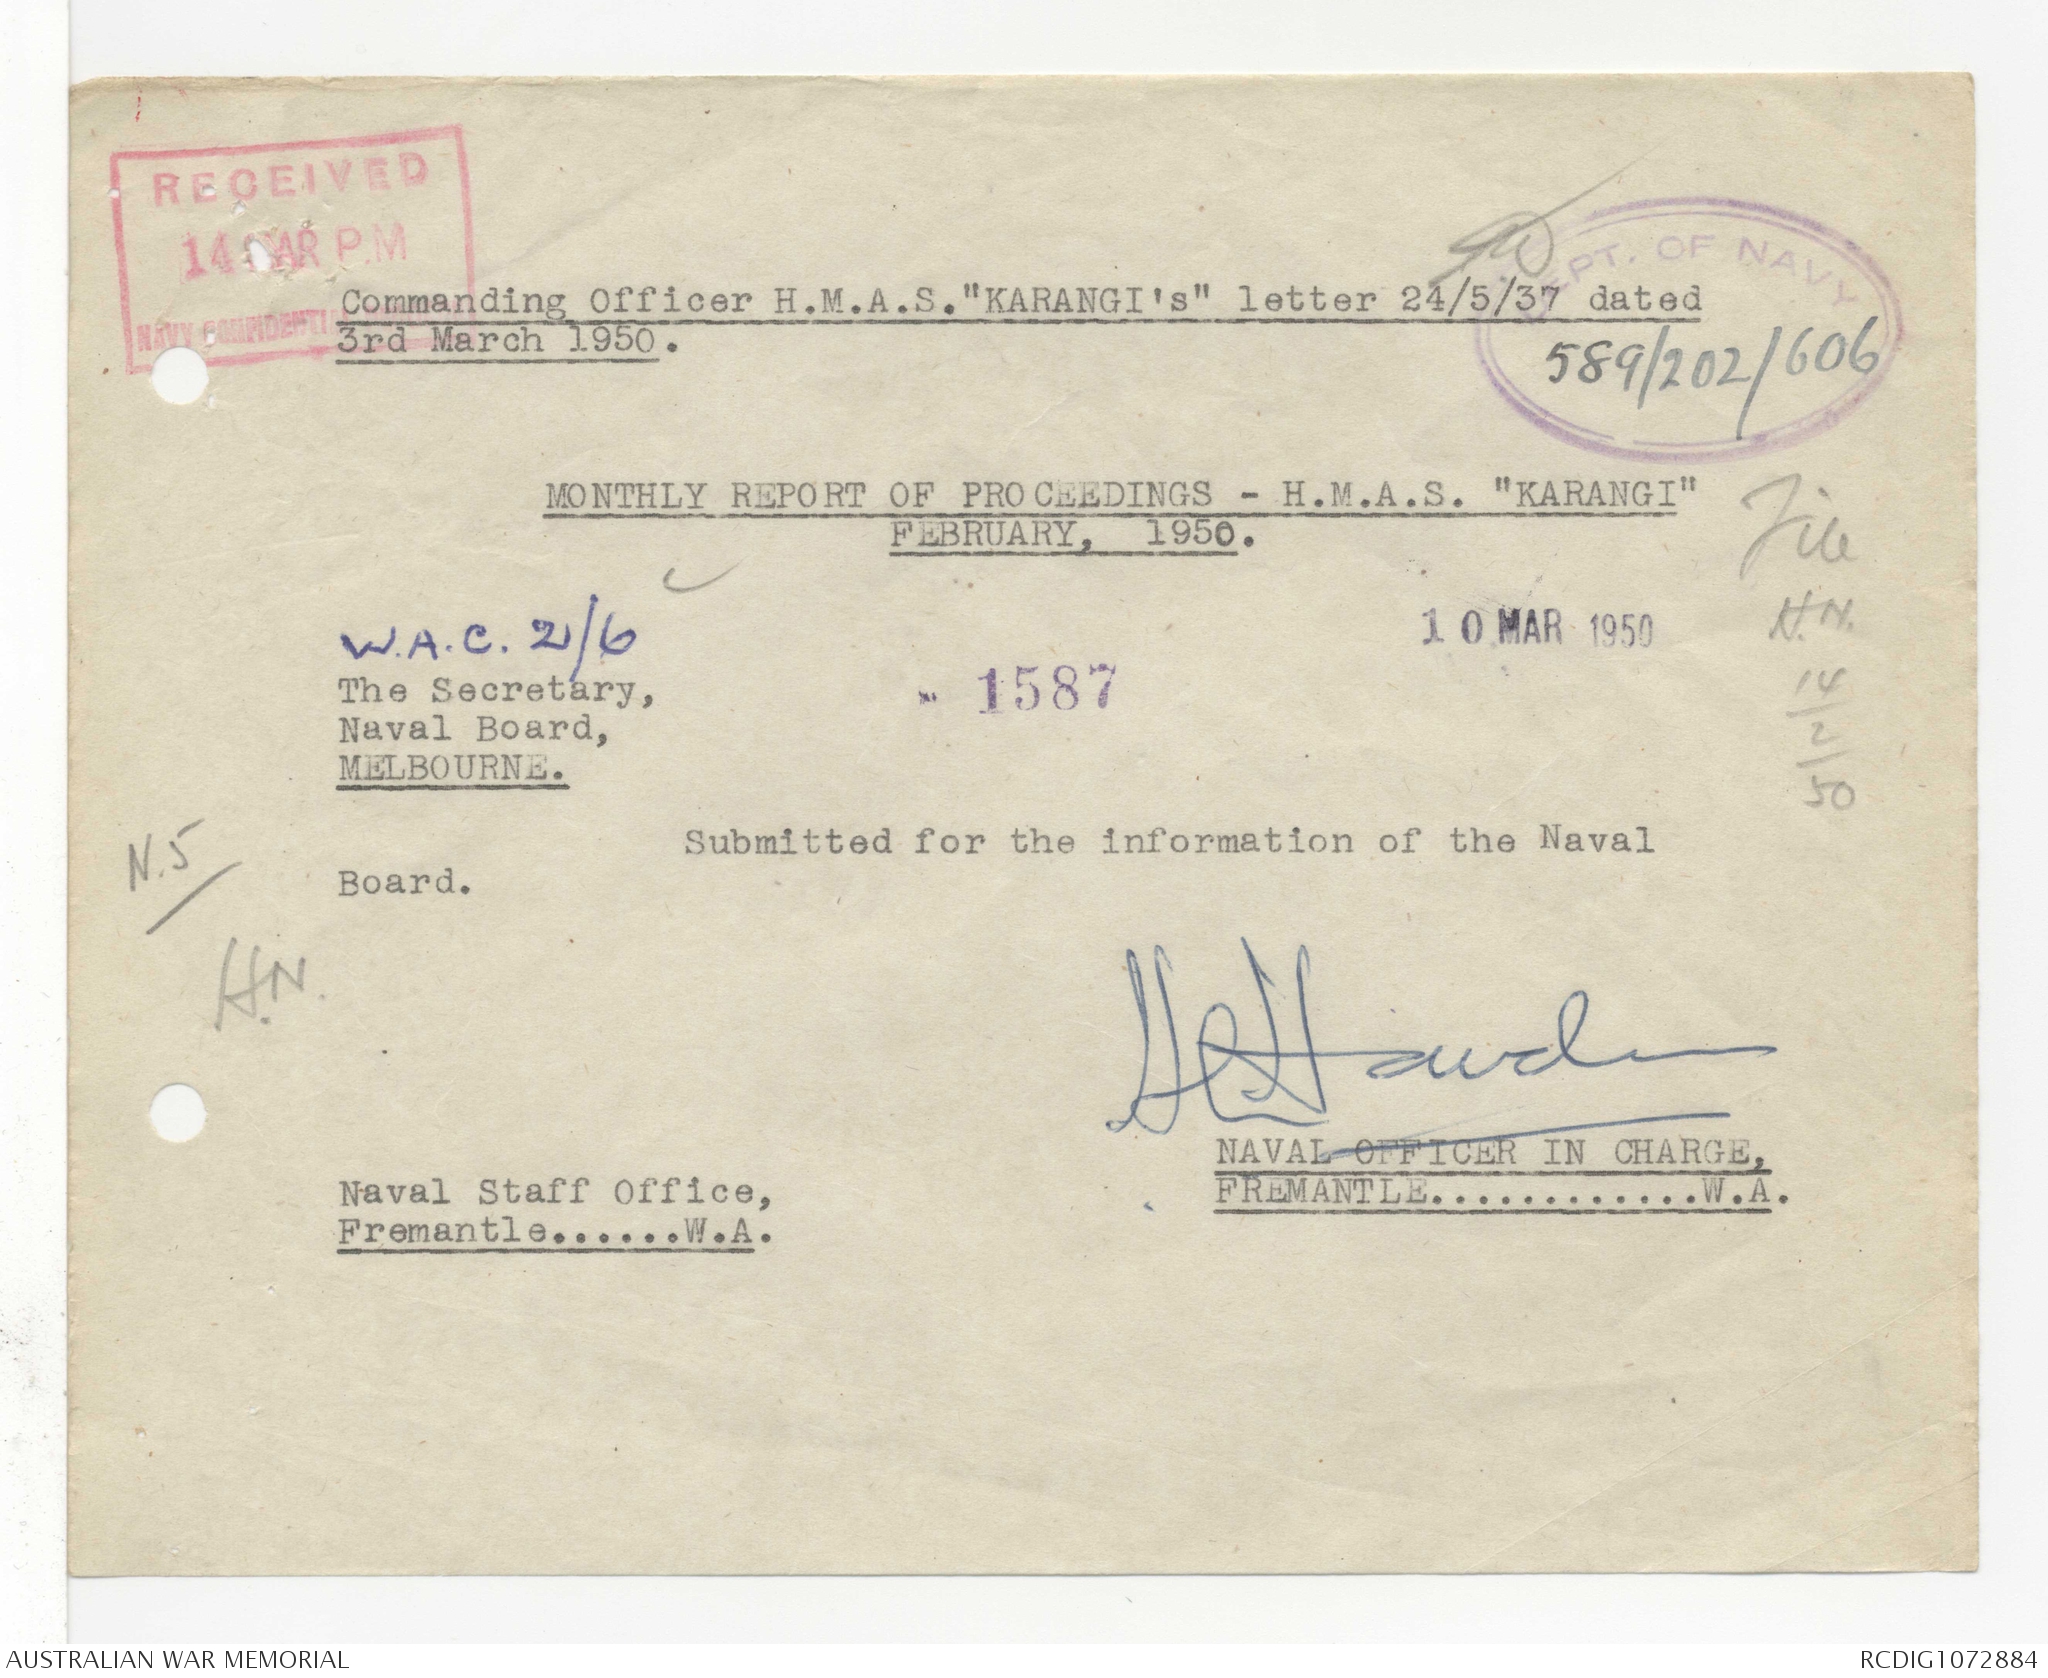 RECEIVED
14 MAR P.M
NAVY CONFIDENTI
DEPT. OF NAVY
589/202/606
Commanding Officer H.M.A.S."KARANGI's" letter 24/5/37 dated
3rd March 1950.
MONTHLY REPORT OF PROCEEDINGS - H.M.A.S. "KARANGI"
FEBRUARY, 1950.
File
H.N.
14
2
50
W.A.C. 21/6
10 MAR 1950
- 1587
The Secretary,
Naval Board,
MELBOURNE.
N.5
H.N.
Submitted for the information of the Naval
Board.
NAVAL OFFICER IN CHARGE,
FREMANTLE.............W.A.
Naval Staff Office,
Fremantle......W.A.
AUSTRALIAN WAR MEMORIAL
RCDIG1072884